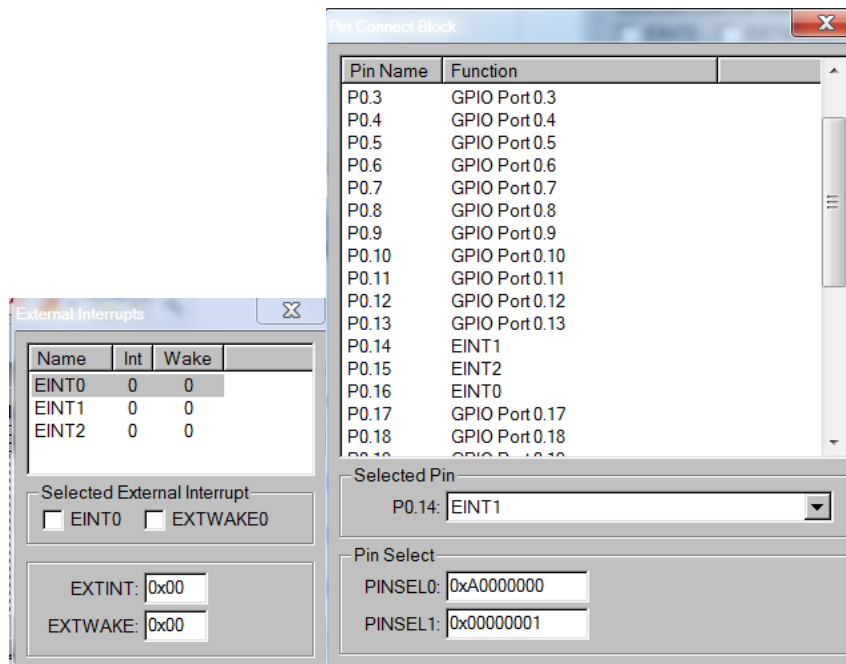 Pin Connect Block
Pin Name Function
P0.3 GPIO Port 0.3
P0.4 GPIO Port 0.4
P0.5 GPIO Port 0.5
P0.6 GPIO Port 0.6
P0.7 GPIO Port 0.7
P0.8 GPIO Port 0.8
P0.9 GPIO Port 0.9
P0.10 GPIO Port 0.10
P0.11 GPIO Port 0.11
P0.12 GPIO Port 0.12
P0.13 GPIO Port 0.13
P0.14 EINT1
P0.15 EINT2
P0.16 EINT0
P0.17 GPIO Port 0.17
P0.18 GPIO Port 0.18
Selected Pin
P0.14: EINT1
Pin Select
PINSEL0: 0xA0000000
PINSEL1: 0x00000001
External Interrupts
Name Int Wake
EINT0 0 0
EINT1 0 0
EINT2 0 0
Selected External Interrupt
EINT0 EXTWAKE0
EXTINT: 0x00
EXTWAKE: 0x00